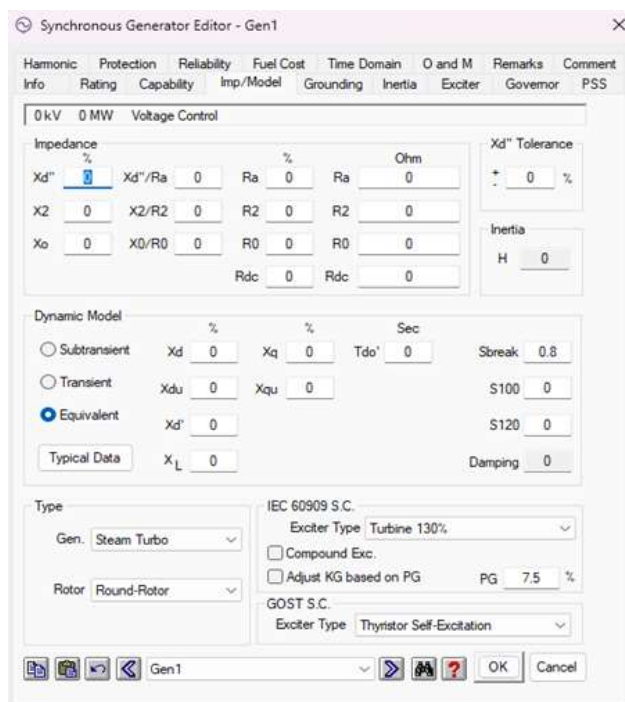 Synchronous Generator Editor - Gen1
Harmonic Protection Reliability Fuel Cost Time Domain O and M Remarks Comment
Info Rating Capability Imp/Model Grounding Inertia Exciter Governor PSS
0 kV 0 MW Voltage Control
Impedance Xd" Tolerance
% % Ohm
Xd" 0 Xd"/Ra 0 Ra 0 Ra 0 + - 0 %
X2 0 X2/R2 0 R2 0 R2 0
Inertia
Xo 0 X0/R0 0 R0 0 R0 0
H 0
Rdc 0 Rdc 0
Dynamic Model
% % Sec
Subtransient Xd 0 Xq 0 Tdo' 0 Sbreak 0.8
Transient Xdu 0 Xqu 0 S100 0
Equivalent Xd' 0 S120 0
Typical Data XL 0 Damping 0
Type IEC 60909 S.C.
Exciter Type Turbine 130%
Gen. Steam Turbo
Compound Exc.
Adjust KG based on PG PG 7.5 %
Rotor Round-Rotor
GOST S.C.
Exciter Type Thyristor Self-Excitation
Gen1 ? OK Cancel